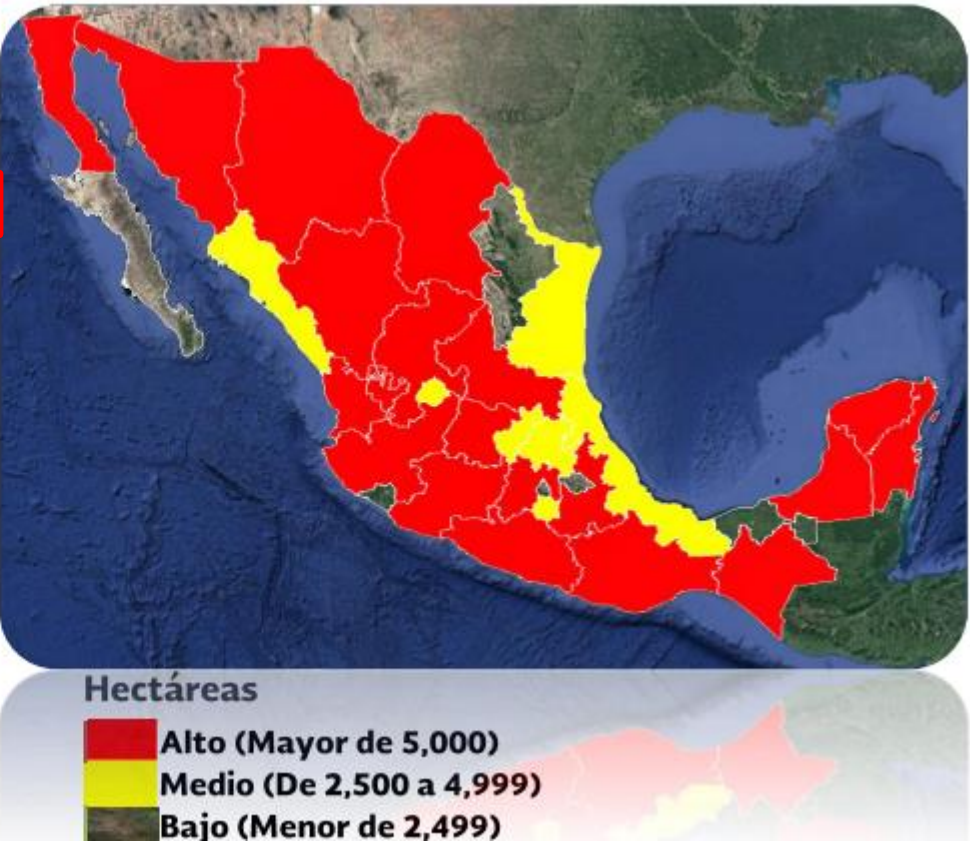 Hectáreas
Alto (Mayor de 5,000)
Medio (De 2,500 a 4,999)
Bajo (Menor de 2,499)